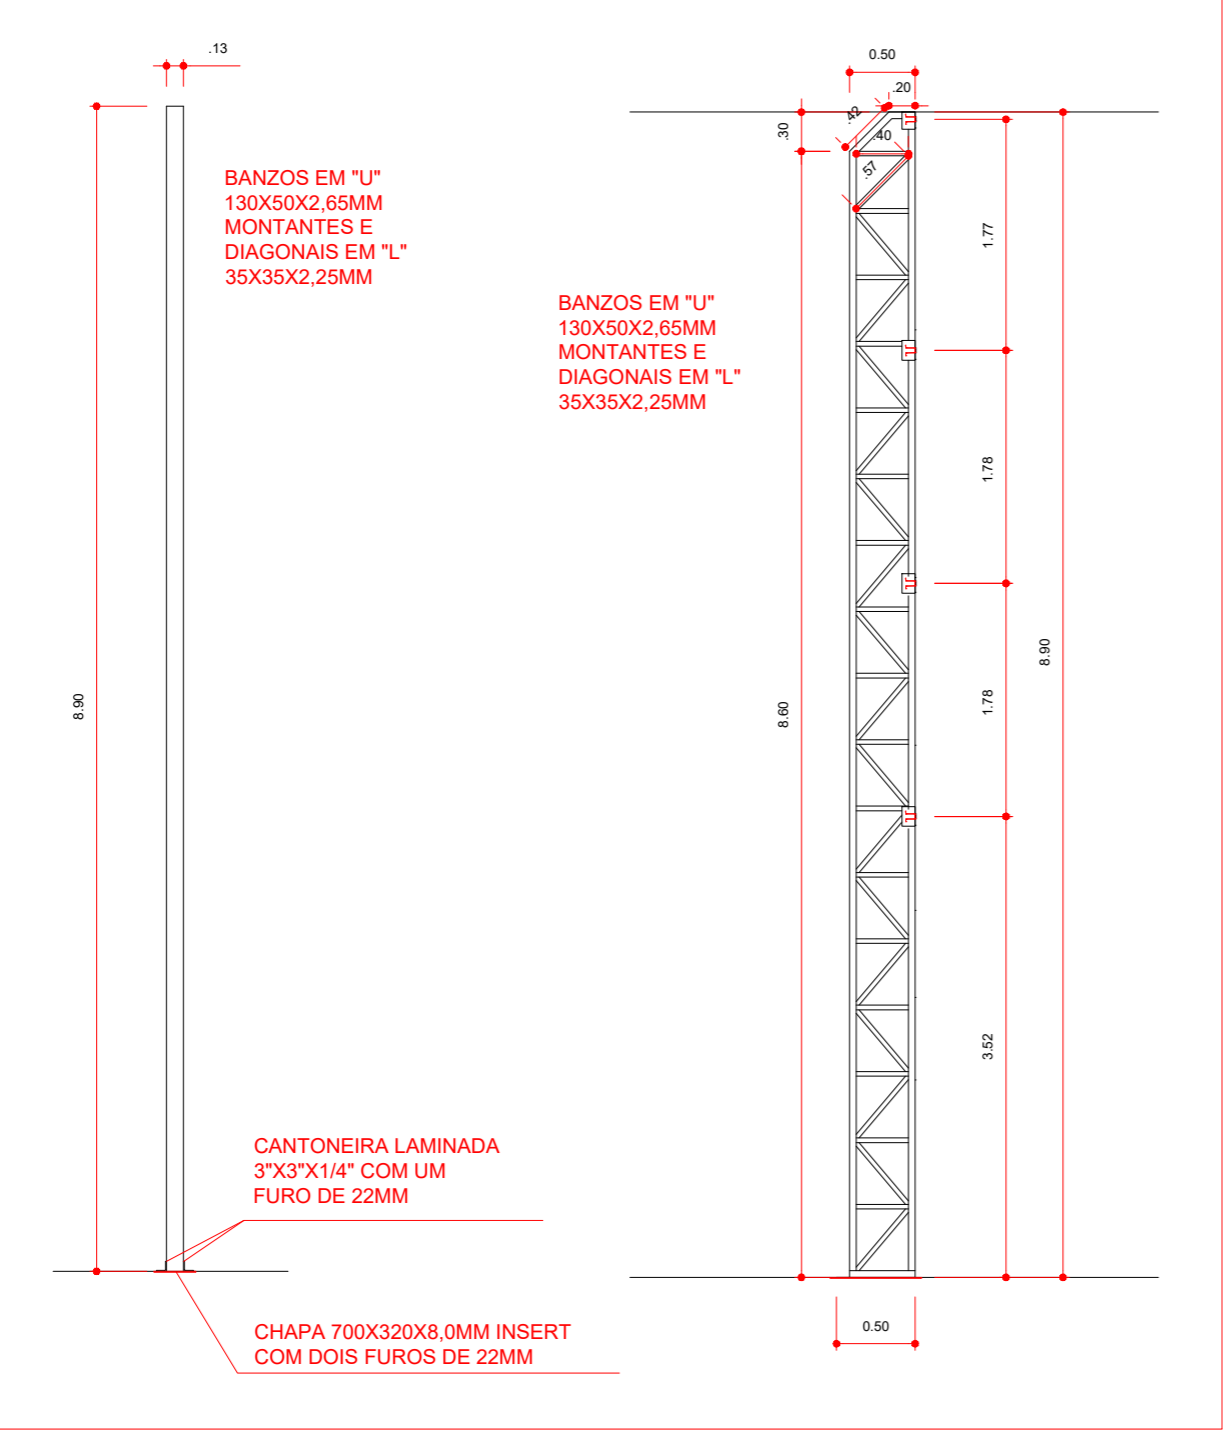 .13
BANZOS EM "U"
130X50X2,65MM
MONTANTES E
DIAGONAIS EM "L"
35X35X2,25MM
8.90
CANTONEIRA LAMINADA
3"X3"X1/4" COM UM
FURO DE 22MM
CHAPA 700X320X8,0MM INSERT
COM DOIS FUROS DE 22MM
BANZOS EM "U"
130X50X2,65MM
MONTANTES E
DIAGONAIS EM "L"
35X35X2,25MM
0.50
.20
.42
.30
.40
.57
1.77
1.78
1.78
8.90
8.60
3.52
0.50